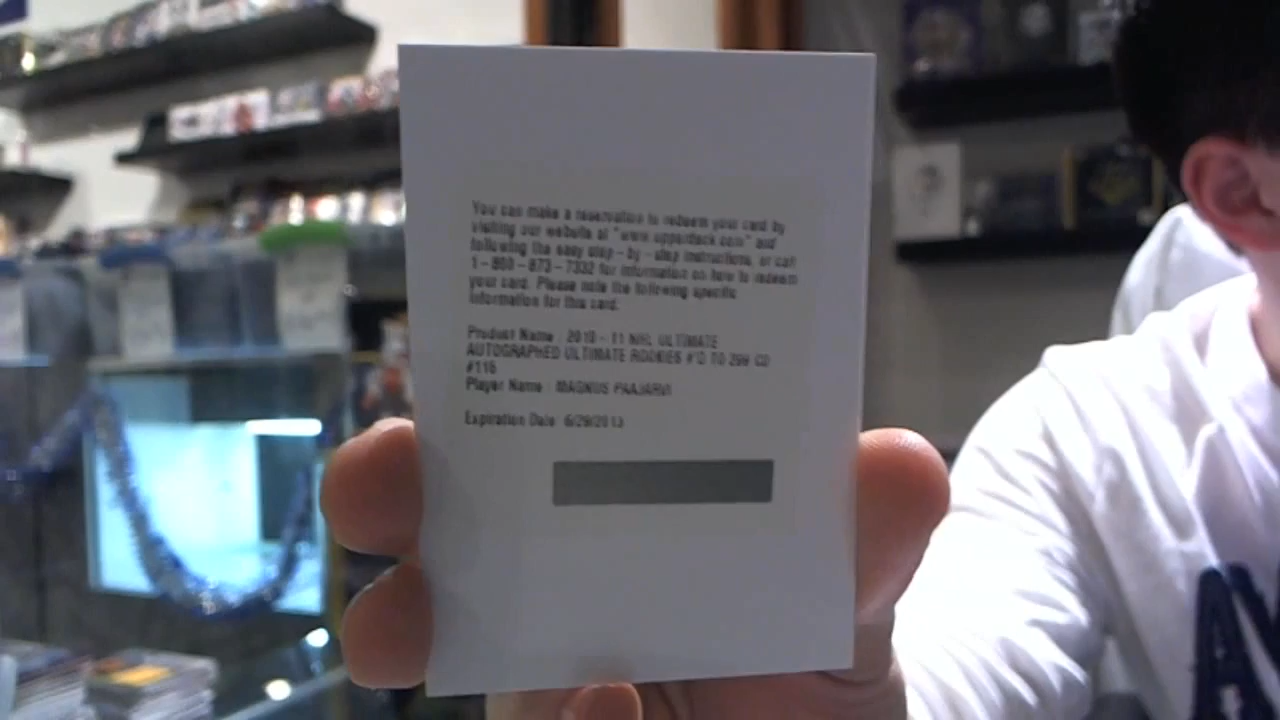 You can make a reservation to redeem your card by
visiting our website at "www.upperdeck.com" and
following the easy step - by - step instructions, or call
1 - 800 - 873 - 7332 for information on how to redeem
your card. Please note the following specific
information for this card.
Product Name : 2010 - 11 NHL ULTIMATE
AUTOGRAPHED ULTIMATE ROOKIES #'D TO 299 CD
#115
Player Name : MAGNUS PAAJARVI
Expiration Date: 6/29/2013